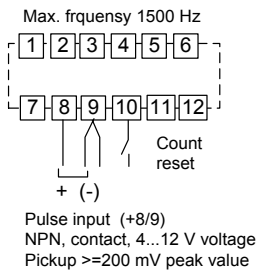 Max. frquensy 1500 Hz
1 2 3 4 5 6
7 8 9 10 11 12
Count
reset
+ (-)
Pulse input (+8/9)
NPN, contact, 4...12 V voltage
Pickup >=200 mV peak value